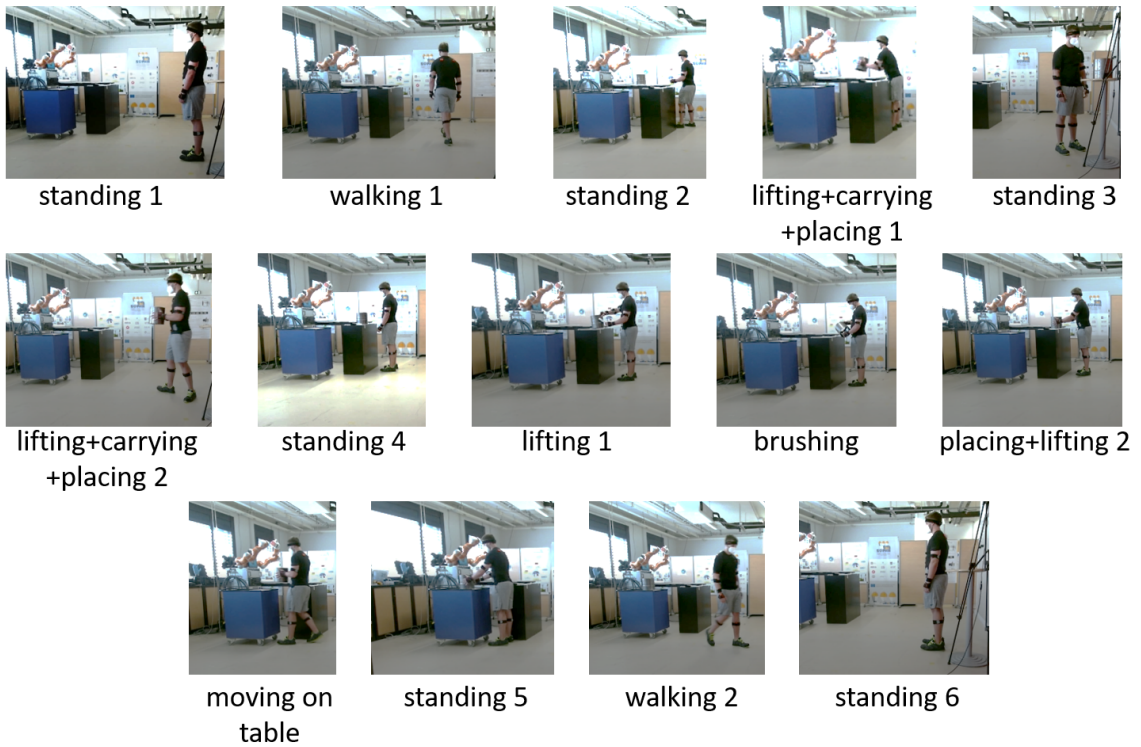 standing 1
walking 1
standing 2
lifting+carrying
+placing 1
standing 3
lifting+carrying
+placing 2
standing 4
lifting 1
brushing
placing+lifting 2
moving on
table
standing 5
walking 2
standing 6